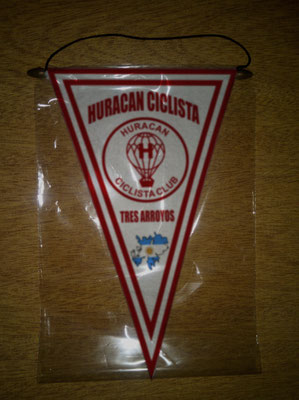 HURACAN CICLISTA
HURACAN
H
CICLISTA CLUB
TRES ARROYOS